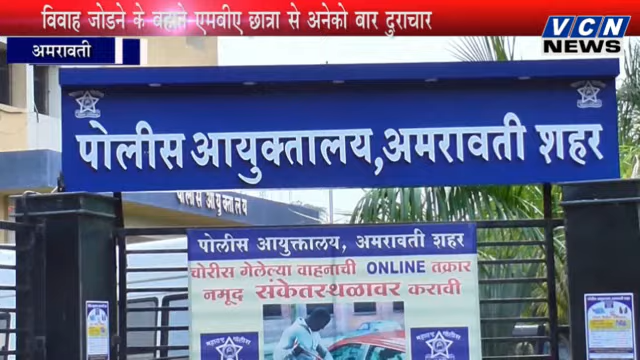 विवाह जोडने के बहाने एमबीए छात्रा से अनेको बार दुराचार
अमरावती
VCN
NEWS
पोलीस आयुक्तालय,अमरावती शहर
पोलीस आयुक्तालय
पोलीस आयुक्तालय, अमरावती शहर
चोरीस गेलेल्या वाहनाची ONLINE तक्रार
नमूद संकेतस्थळावर करावी